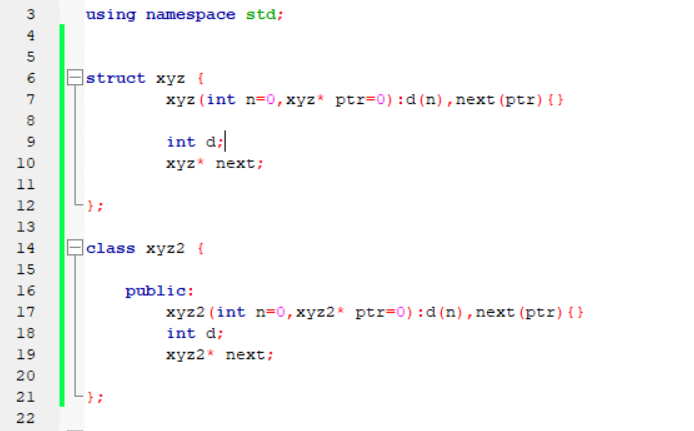 3 using namespace std;
4
5
6 struct xyz {
7 xyz(int n=0,xyz* ptr=0):d(n),next(ptr){}
8
9 int d;
10 xyz* next;
11
12 };
13
14 class xyz2 {
15
16 public:
17 xyz2(int n=0,xyz2* ptr=0):d(n),next(ptr){}
18 int d;
19 xyz2* next;
20
21 };
22